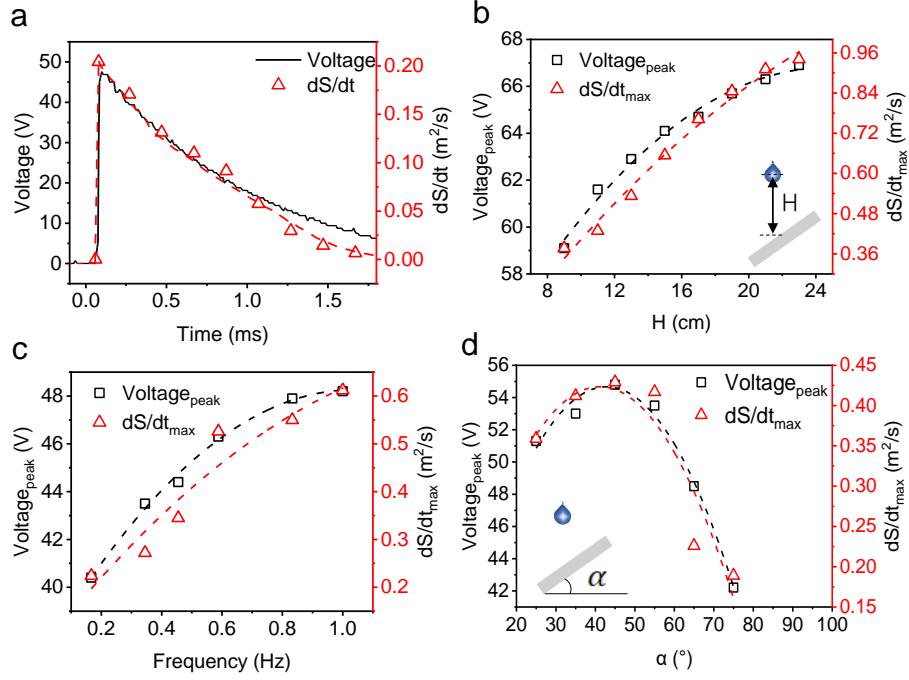 a
Voltage
dS/dt
50
40
30
20
10
0
Voltage (V)
0.20
0.15
0.10
0.05
0.00
dS/dt (m²/s)
0.0 0.5 1.0 1.5
Time (ms)
b
Voltage_peak
dS/dt_max
68
66
64
62
60
58
Voltage_peak (V)
0.96
0.84
0.72
0.60
0.48
0.36
dS/dt_max (m²/s)
H
8 12 16 20 24
H (cm)
c
Voltage_peak
dS/dt_max
48
46
44
42
40
Voltage_peak (V)
0.6
0.5
0.4
0.3
0.2
dS/dt_max (m²/s)
0.2 0.4 0.6 0.8 1.0
Frequency (Hz)
d
Voltage_peak
dS/dt_max
56
54
52
50
48
46
44
42
Voltage_peak (V)
0.45
0.40
0.35
0.30
0.25
0.20
0.15
dS/dt_max (m²/s)
α
20 30 40 50 60 70 80 90 100
α (°)